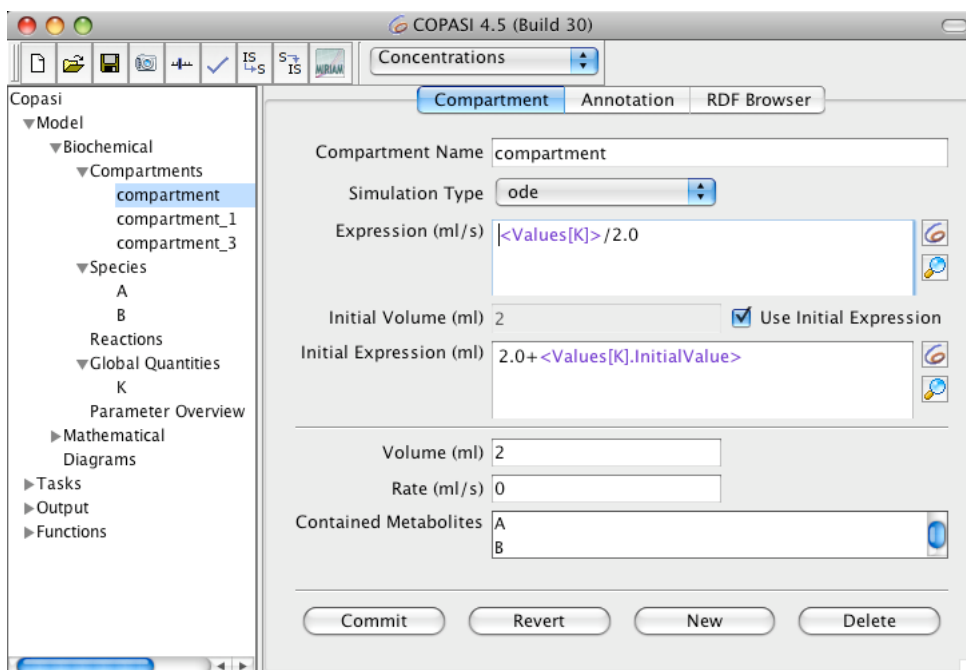 COPASI 4.5 (Build 30)
IS S
S IS
MIRIAM
Concentrations
Copasi
Model
Biochemical
Compartments
compartment
compartment_1
compartment_3
Species
A
B
Reactions
Global Quantities
K
Parameter Overview
Mathematical
Diagrams
Tasks
Output
Functions
Compartment Annotation RDF Browser
Compartment Name compartment
Simulation Type ode
Expression (ml/s) <Values[K]>/2.0
Initial Volume (ml) 2 Use Initial Expression
Initial Expression (ml) 2.0+<Values[K].InitialValue>
Volume (ml) 2
Rate (ml/s) 0
Contained Metabolites A
B
Commit Revert New Delete